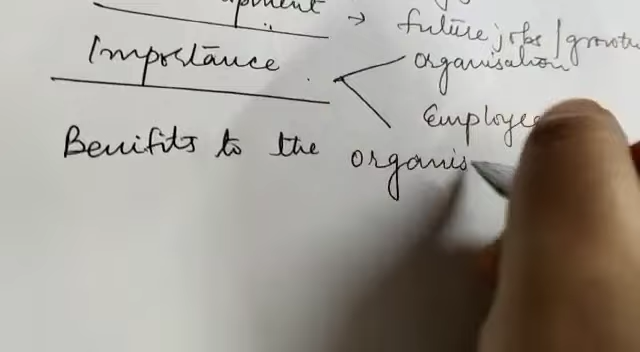 → future jobs / growth
Importance
organisation
Employee
Benifits to the organis